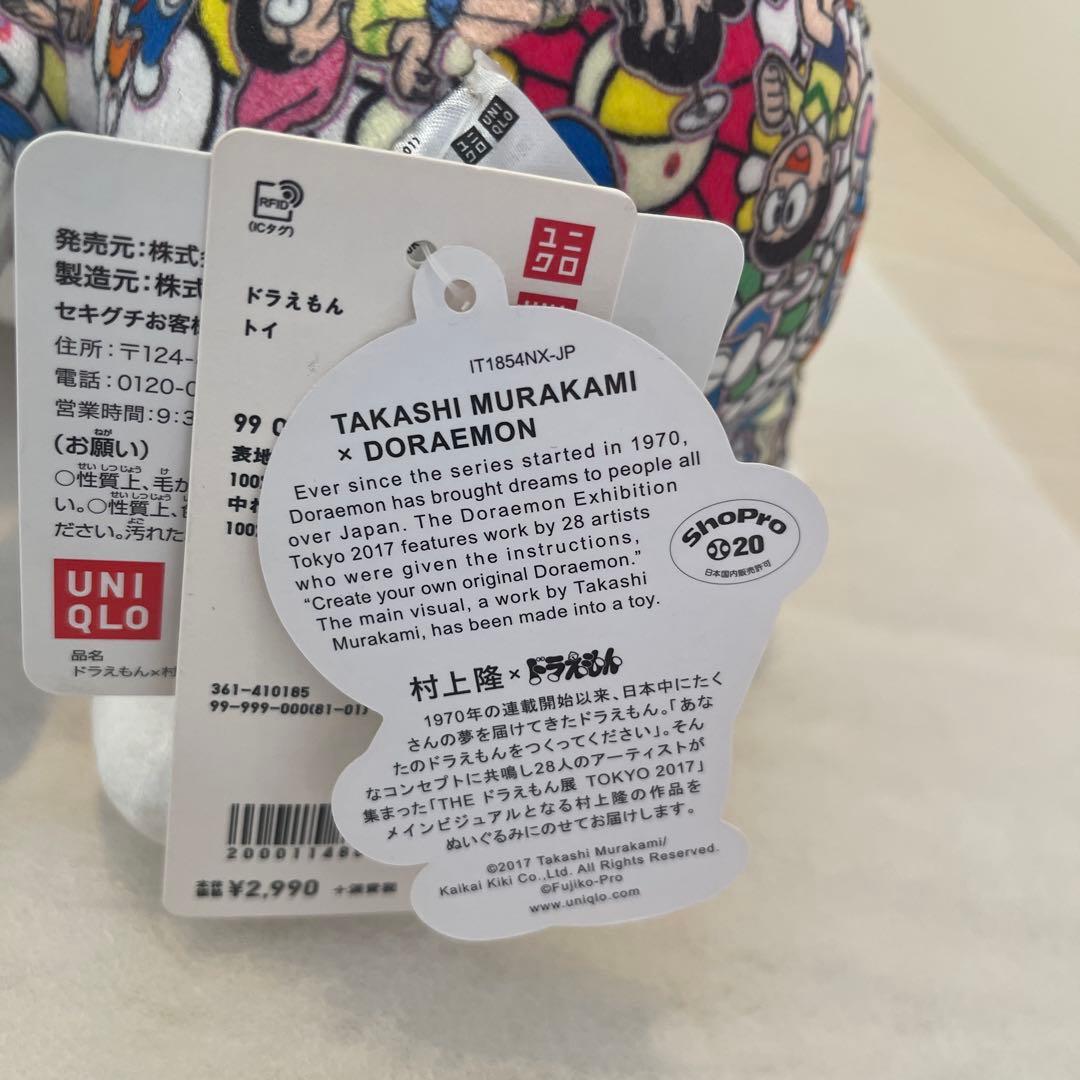 UNI
QLO
ユニ
クロ
発売元:株式
製造元:株式
セキグチお客様
住所:〒124-
電話:0120-0
営業時間:9:3
(お願い)
○性質上、毛が
い。○性質上、
ださい。汚れた
UNI
QLO
品名
ドラえもん×村
RFID
(ICタグ)
ユニ
クロ
ドラえもん
トイ
99 0
表地
100%
中わ
100
361-410185
99-999-000(81-01)
20001148
本体価格 ¥2,990 +消費税
IT1854NX-JP
TAKASHI MURAKAMI
× DORAEMON
Ever since the series started in 1970,
Doraemon has brought dreams to people all
over Japan. The Doraemon Exhibition
Tokyo 2017 features work by 28 artists
who were given the instructions,
“Create your own original Doraemon.”
The main visual, a work by Takashi
Murakami, has been made into a toy.
ShoPro
20
日本国内販売許可
村上隆×ドラえもん
1970年の連載開始以来、日本中にたく
さんの夢を届けてきたドラえもん。「あな
たのドラえもんをつくってください」。そん
なコンセプトに共鳴し28人のアーティストが
集まった「THE ドラえもん展 TOKYO 2017」
メインビジュアルとなる村上隆の作品を
ぬいぐるみにのせてお届けします。
©2017 Takashi Murakami/
Kaikai Kiki Co.,Ltd. All Rights Reserved.
©Fujiko-Pro
www.uniqlo.com